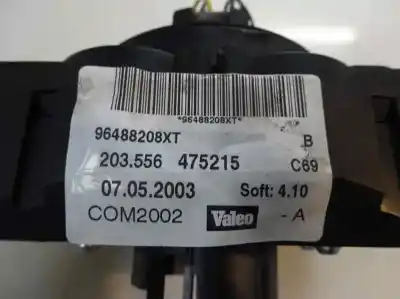 *96488208XT*
96488208XT B
203.556 475215 C69
07.05.2003 Soft: 4.10
COM2002 Valeo - A